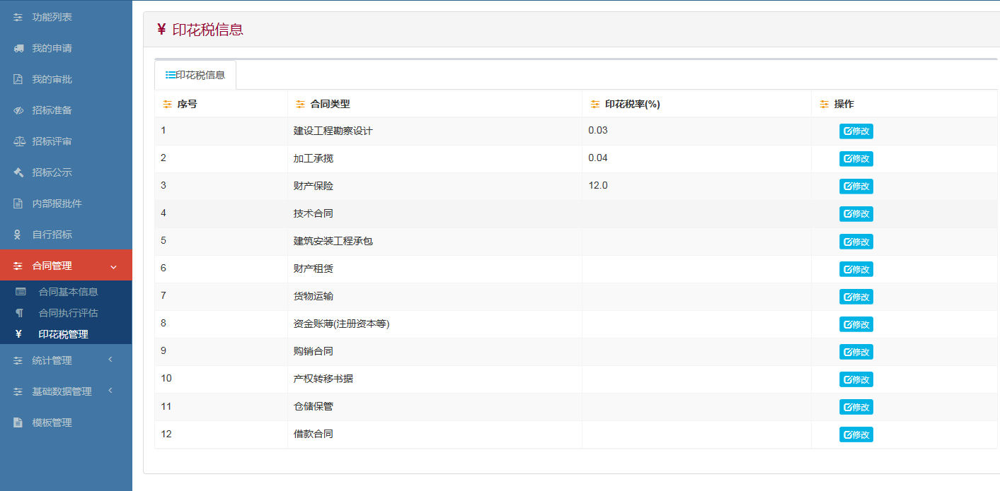 功能列表
我的申请
我的审批
招标准备
招标评审
招标公示
内部报批件
自行招标
合同管理
合同基本信息
合同执行评估
¥ 印花税管理
统计管理
基础数据管理
模板管理
¥ 印花税信息
印花税信息
序号 合同类型 印花税率(%) 操作
1 建设工程勘察设计 0.03 修改
2 加工承揽 0.04 修改
3 财产保险 12.0 修改
4 技术合同 修改
5 建筑安装工程承包 修改
6 财产租赁 修改
7 货物运输 修改
8 资金账薄(注册资本等) 修改
9 购销合同 修改
10 产权转移书据 修改
11 仓储保管 修改
12 借款合同 修改